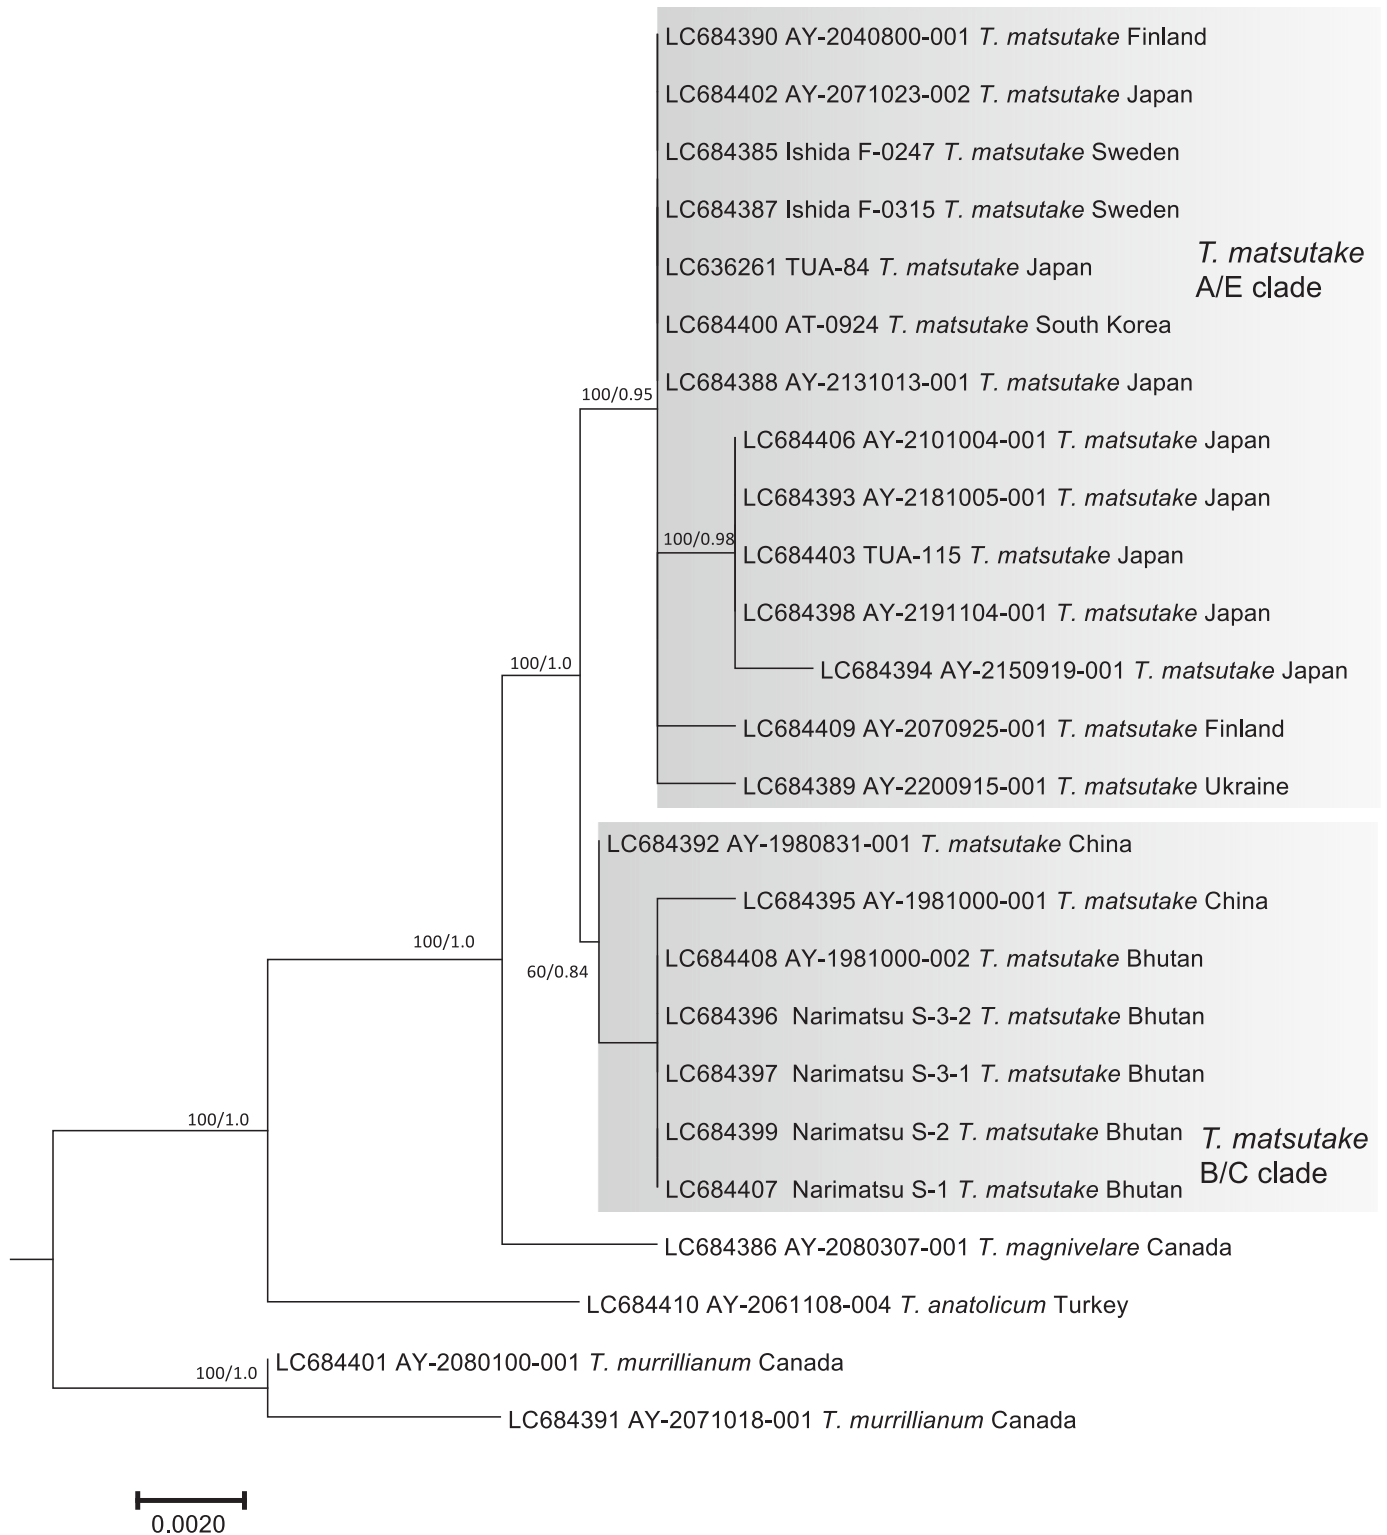 LC684390 AY-2040800-001 T. matsutake Finland
LC684402 AY-2071023-002 T. matsutake Japan
LC684385 Ishida F-0247 T. matsutake Sweden
LC684387 Ishida F-0315 T. matsutake Sweden
T. matsutake
A/E clade
LC636261 TUA-84 T. matsutake Japan
LC684400 AT-0924 T. matsutake South Korea
LC684388 AY-2131013-001 T. matsutake Japan
100/0.95
LC684406 AY-2101004-001 T. matsutake Japan
LC684393 AY-2181005-001 T. matsutake Japan
100/0.98
LC684403 TUA-115 T. matsutake Japan
LC684398 AY-2191104-001 T. matsutake Japan
100/1.0
LC684394 AY-2150919-001 T. matsutake Japan
LC684409 AY-2070925-001 T. matsutake Finland
LC684389 AY-2200915-001 T. matsutake Ukraine
LC684392 AY-1980831-001 T. matsutake China
LC684395 AY-1981000-001 T. matsutake China
100/1.0
LC684408 AY-1981000-002 T. matsutake Bhutan
60/0.84
LC684396 Narimatsu S-3-2 T. matsutake Bhutan
LC684397 Narimatsu S-3-1 T. matsutake Bhutan
100/1.0
LC684399 Narimatsu S-2 T. matsutake Bhutan
T. matsutake
B/C clade
LC684407 Narimatsu S-1 T. matsutake Bhutan
LC684386 AY-2080307-001 T. magnivelare Canada
LC684410 AY-2061108-004 T. anatolicum Turkey
LC684401 AY-2080100-001 T. murrillianum Canada
100/1.0
LC684391 AY-2071018-001 T. murrillianum Canada
0.0020